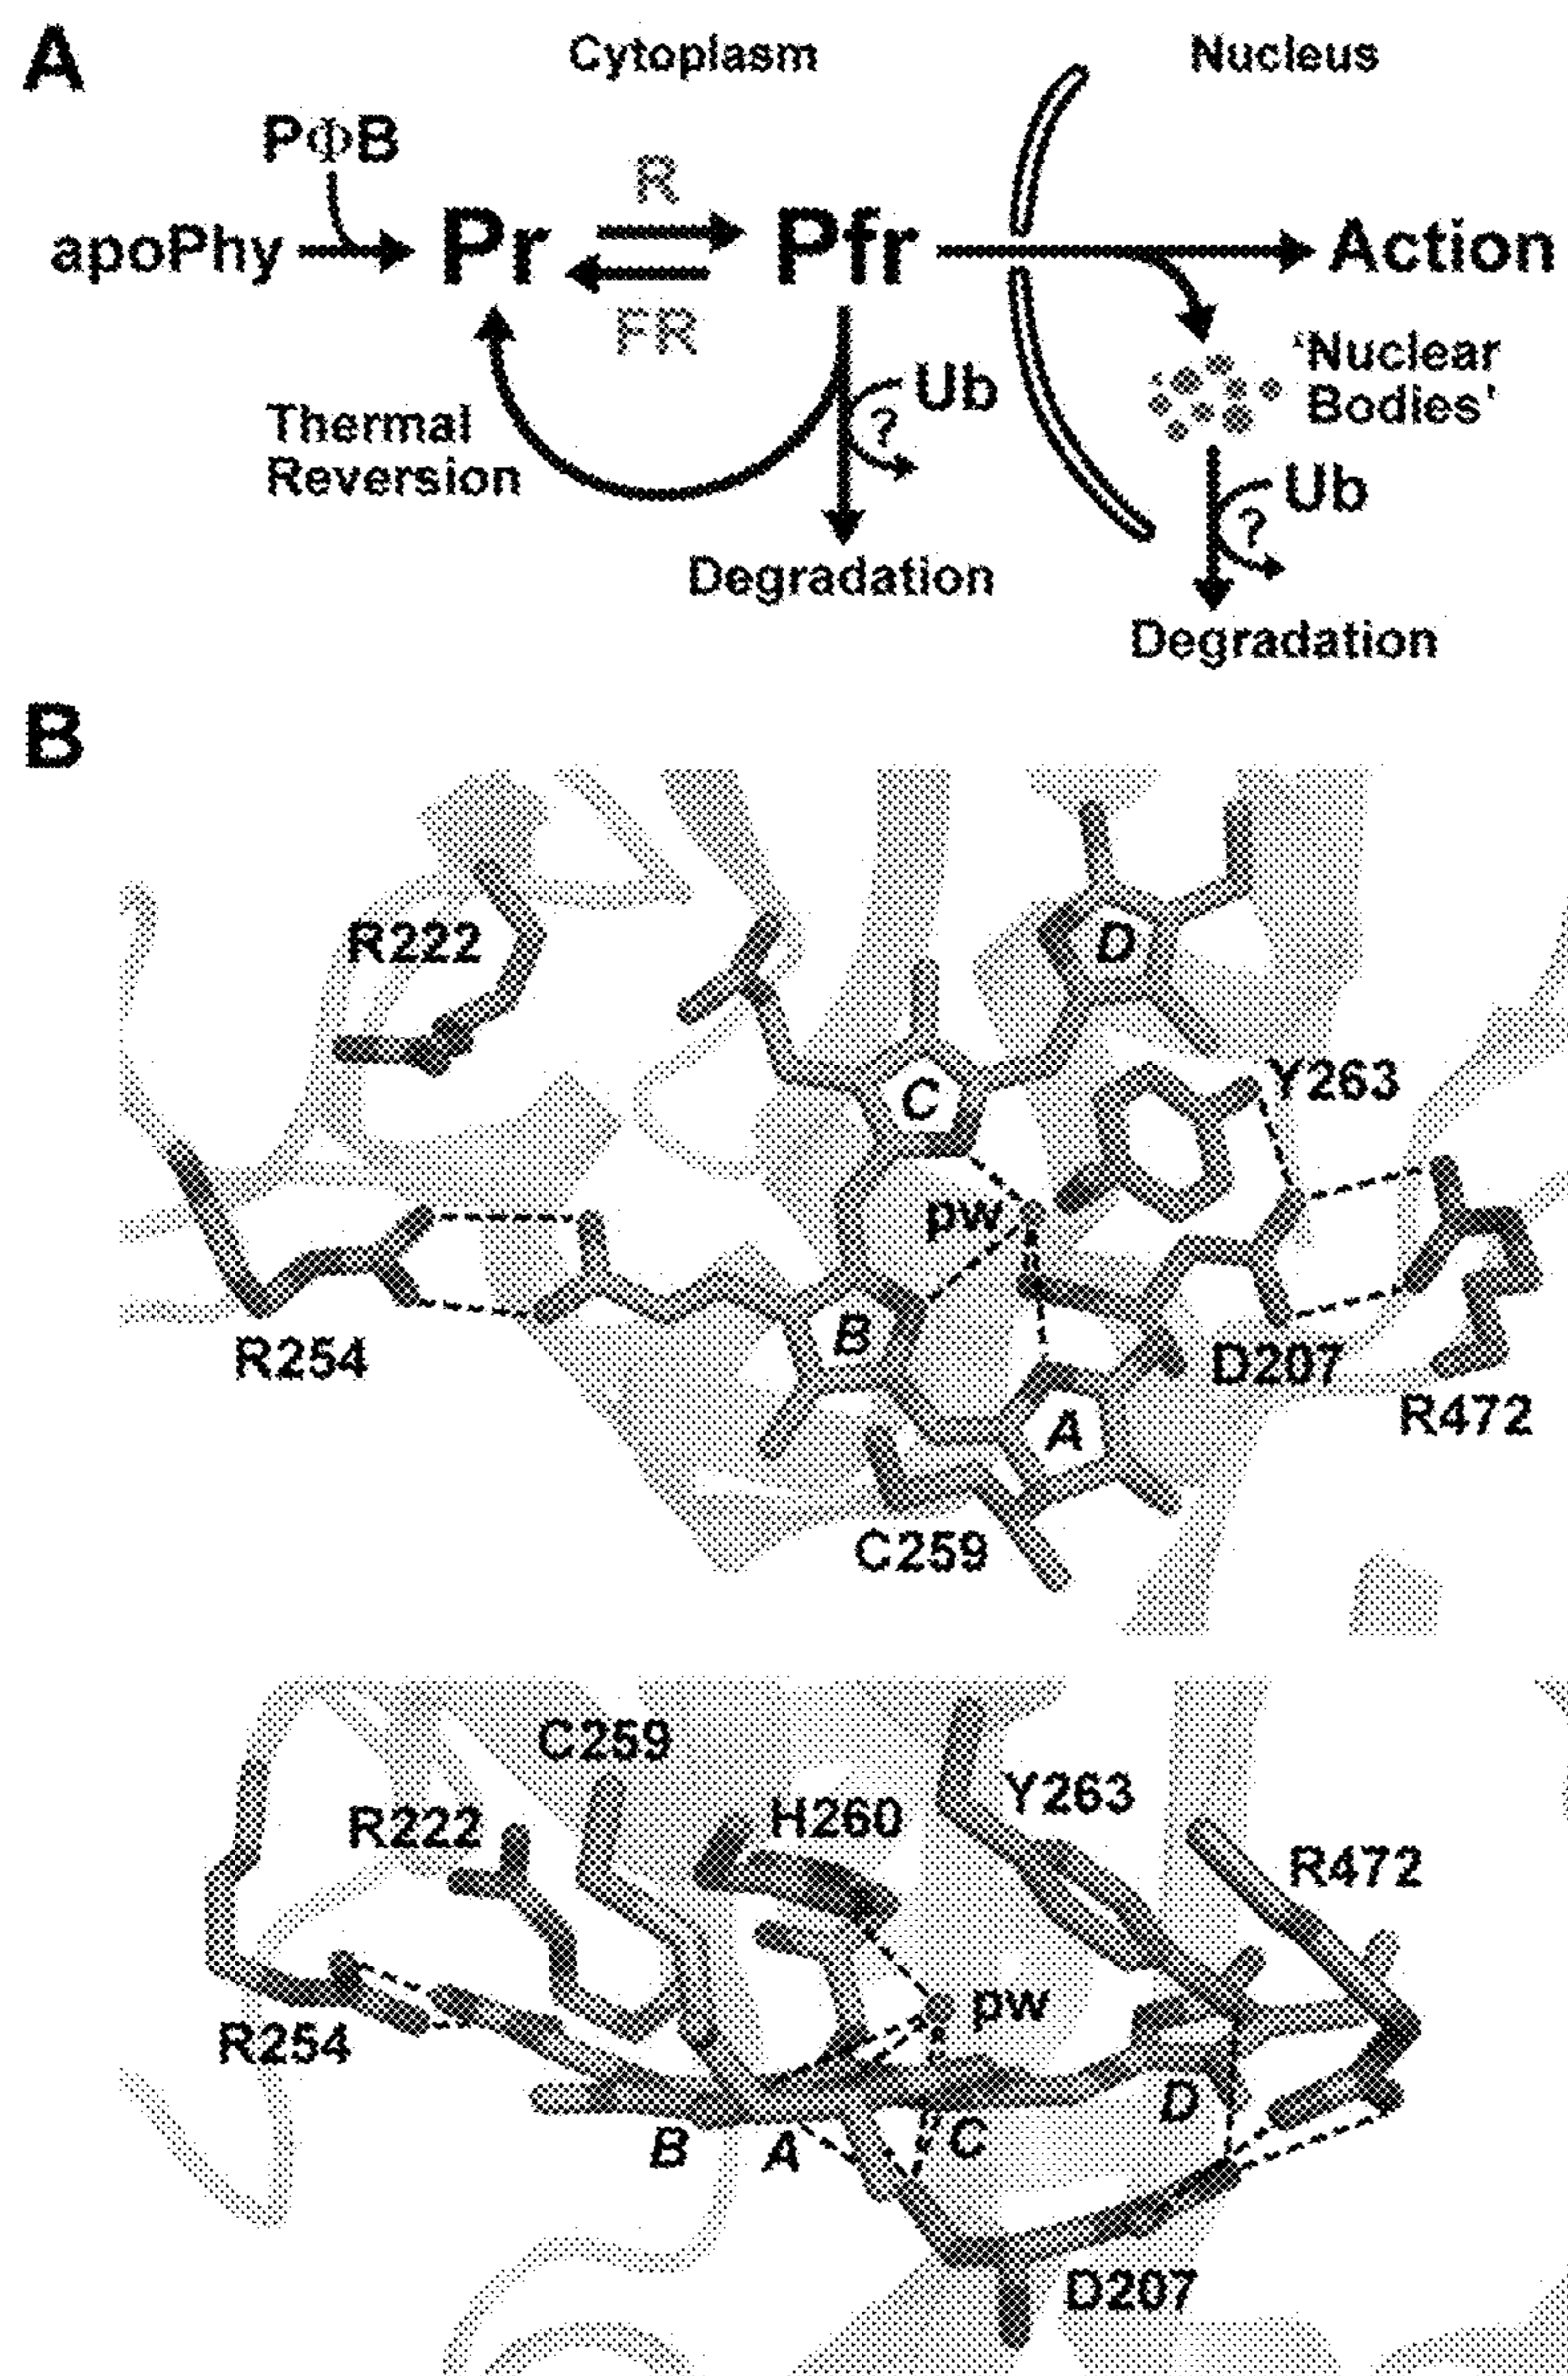 A
Cytoplasm
Nucleus
PΦB
R
apoPhy
Pr
Pfr
Action
FR
'Nuclear
Bodies'
Ub
?
Thermal
Reversion
Ub
?
Degradation
Degradation
B
R222
D
C
Y263
pw
B
R254
D207
A
R472
C259
C259
Y263
H260
R222
R472
pw
R254
D
B
A
C
D207